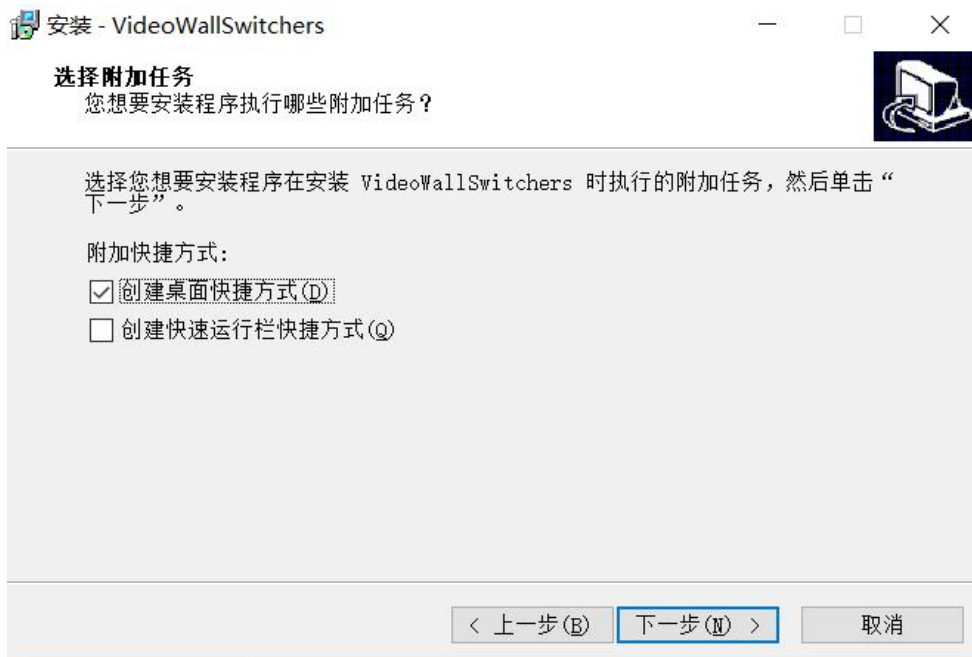 安装 - VideoWallSwitchers
选择附加任务
您想要安装程序执行哪些附加任务？
选择您想要安装程序在安装 VideoWallSwitchers 时执行的附加任务，然后单击“
下一步”。
附加快捷方式:
创建桌面快捷方式(D)
创建快速运行栏快捷方式(Q)
< 上一步(B)
下一步(N) >
取消